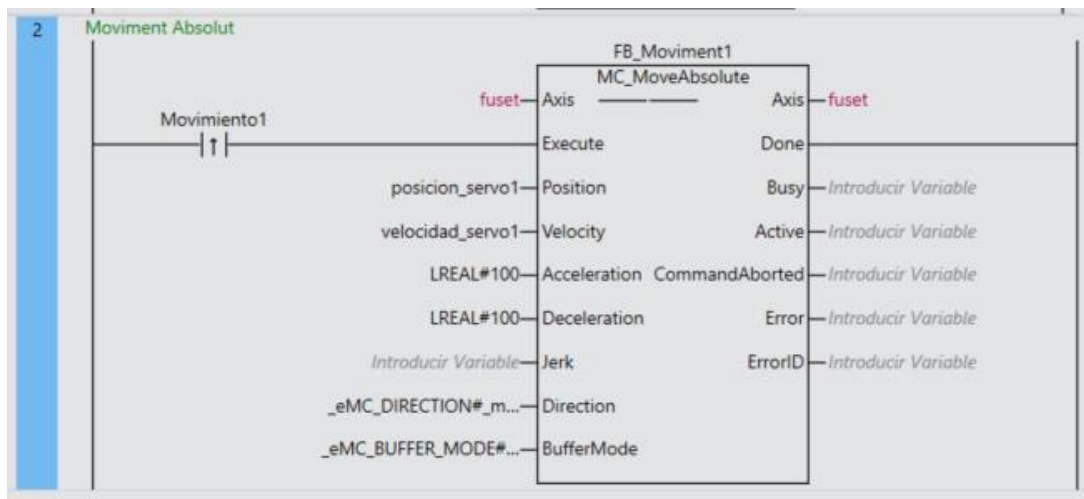 2
Moviment Absolut
FB_Moviment1
MC_MoveAbsolute
fuset Axis Axis fuset
Movimiento1
Execute Done
posicion_servo1 Position Busy Introducir Variable
velocidad_servo1 Velocity Active Introducir Variable
LREAL#100 Acceleration CommandAborted Introducir Variable
LREAL#100 Deceleration Error Introducir Variable
Introducir Variable Jerk ErrorID Introducir Variable
_eMC_DIRECTION#_m... Direction
_eMC_BUFFER_MODE#... BufferMode